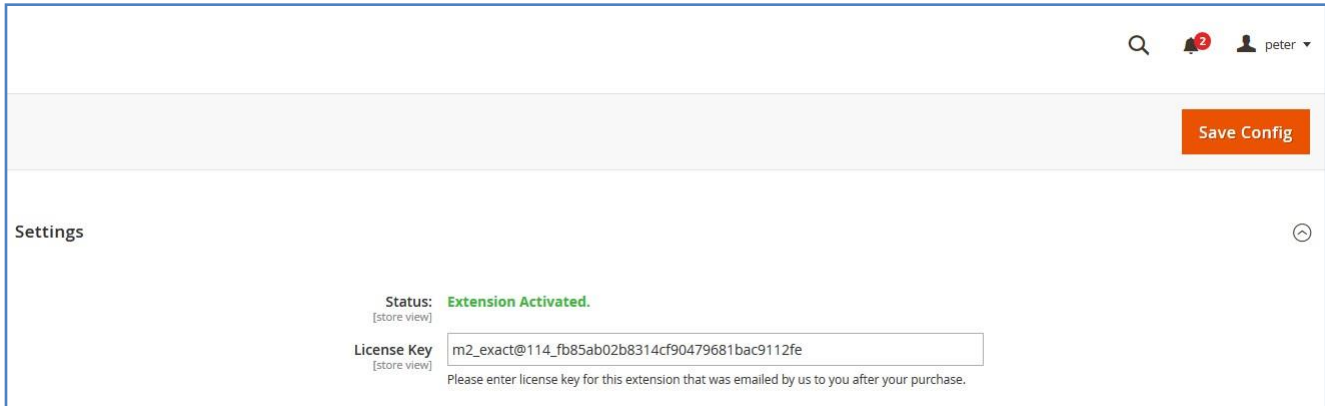 2
peter
Save Config
Settings
Status: Extension Activated.
[store view]
License Key m2_exact@114_fb85ab02b8314cf90479681bac9112fe
[store view]
Please enter license key for this extension that was emailed by us to you after your purchase.